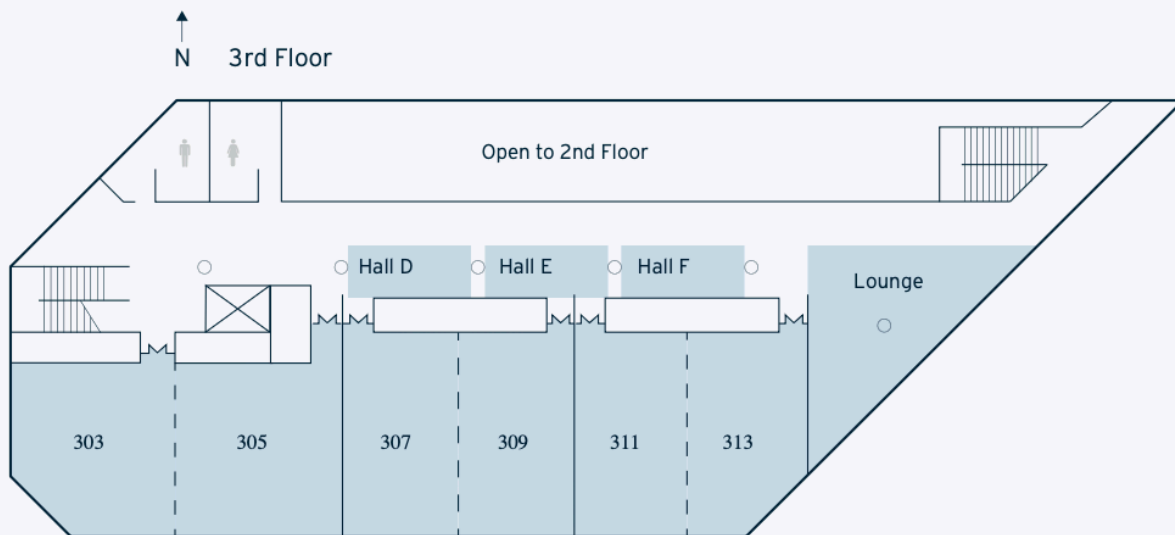 N 3rd Floor
Open to 2nd Floor
Hall D Hall E Hall F
Lounge
303 305 307 309 311 313